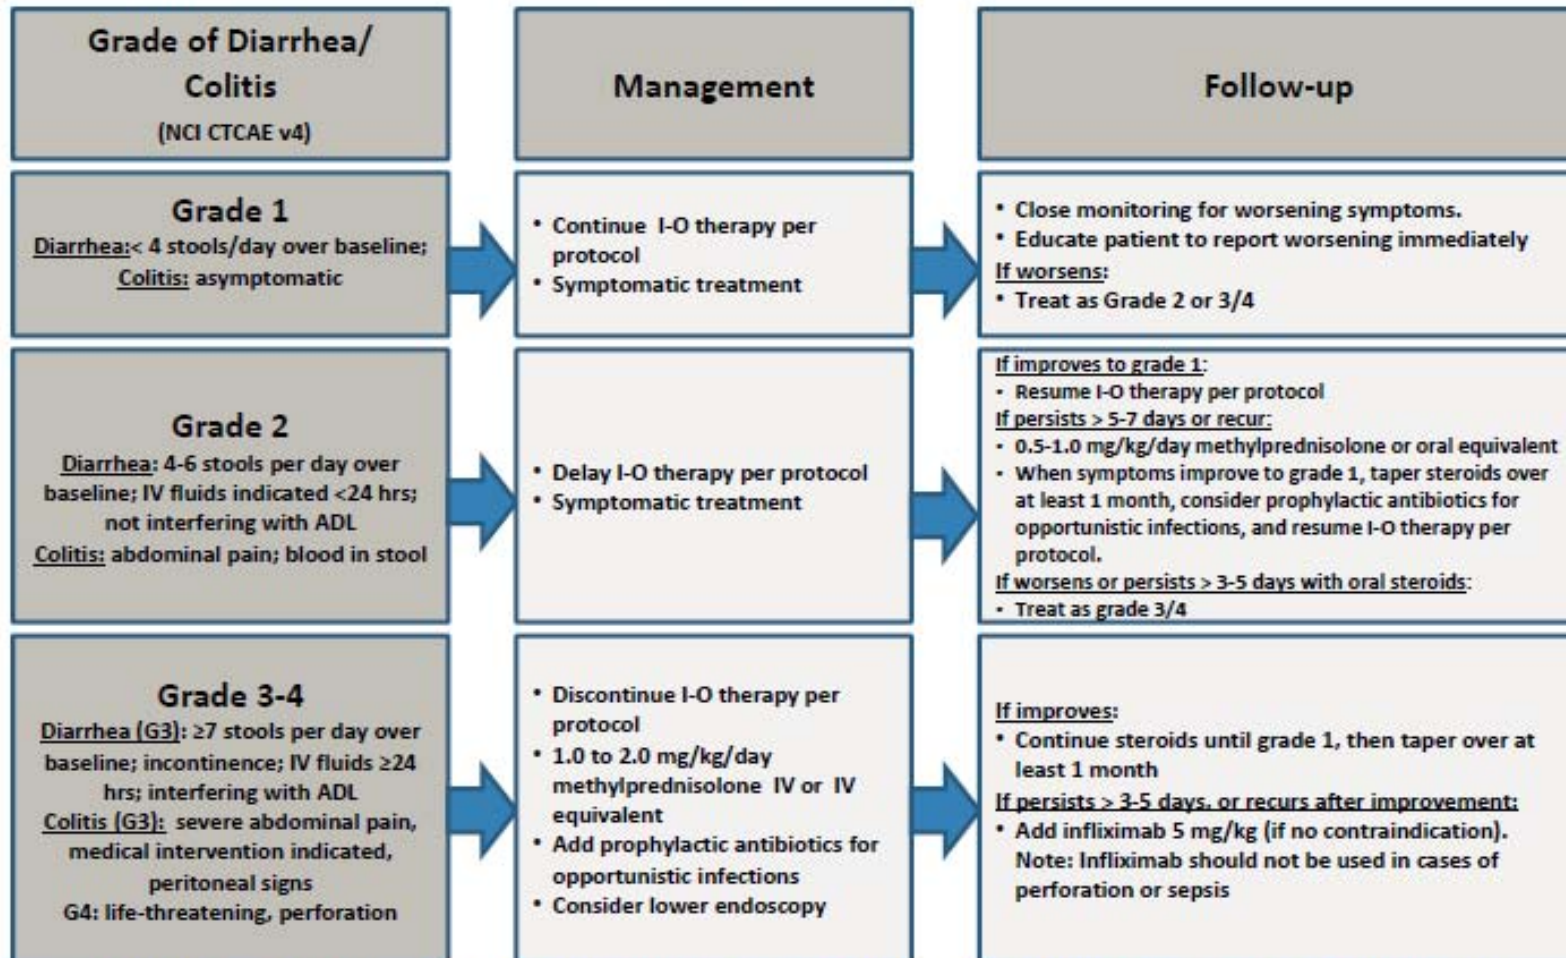 Grade of Diarrhea/
Colitis
(NCI CTCAE v4)
Management
Follow-up
Grade 1
Diarrhea:< 4 stools/day over baseline;
Colitis: asymptomatic
• Continue I-O therapy per
protocol
• Symptomatic treatment
• Close monitoring for worsening symptoms.
• Educate patient to report worsening immediately
If worsens:
• Treat as Grade 2 or 3/4
Grade 2
Diarrhea: 4-6 stools per day over
baseline; IV fluids indicated <24 hrs;
not interfering with ADL
Colitis: abdominal pain; blood in stool
• Delay I-O therapy per protocol
• Symptomatic treatment
If improves to grade 1:
• Resume I-O therapy per protocol
If persists > 5-7 days or recur:
• 0.5-1.0 mg/kg/day methylprednisolone or oral equivalent
• When symptoms improve to grade 1, taper steroids over
at least 1 month, consider prophylactic antibiotics for
opportunistic infections, and resume I-O therapy per
protocol.
If worsens or persists > 3-5 days with oral steroids:
• Treat as grade 3/4
Grade 3-4
Diarrhea (G3): ≥7 stools per day over
baseline; incontinence; IV fluids ≥24
hrs; interfering with ADL
Colitis (G3): severe abdominal pain,
medical intervention indicated,
peritoneal signs
G4: life-threatening, perforation
• Discontinue I-O therapy per
protocol
• 1.0 to 2.0 mg/kg/day
methylprednisolone IV or IV
equivalent
• Add prophylactic antibiotics for
opportunistic infections
• Consider lower endoscopy
If improves:
• Continue steroids until grade 1, then taper over at
least 1 month
If persists > 3-5 days, or recurs after improvement:
• Add infliximab 5 mg/kg (if no contraindication).
Note: Infliximab should not be used in cases of
perforation or sepsis